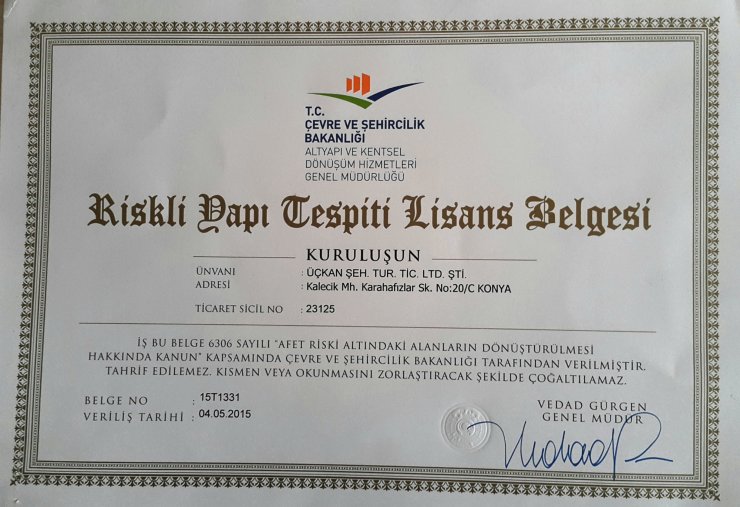 T.C.
ÇEVRE VE ŞEHİRCİLİK
BAKANLIĞI
ALTYAPI VE KENTSEL
DÖNÜŞÜM HİZMETLERİ
GENEL MÜDÜRLÜĞÜ
Riskli Yapı Tespiti Lisans Belgesi
KURULUŞUN
ÜNVANI : ÜÇKAN ŞEH. TUR. TİC. LTD. ŞTİ.
ADRESİ : Kalecik Mh. Karahafızlar Sk. No:20/C KONYA
TİCARET SİCİL NO : 23125
İŞ BU BELGE 6306 SAYILI "AFET RİSKİ ALTINDAKİ ALANLARIN DÖNÜŞTÜRÜLMESİ
HAKKINDA KANUN" KAPSAMINDA ÇEVRE VE ŞEHİRCİLİK BAKANLIĞI TARAFINDAN VERİLMİŞTİR.
TAHRİF EDİLEMEZ. KISMEN VEYA OKUNMASINI ZORLAŞTIRACAK ŞEKİLDE ÇOĞALTILAMAZ.
BELGE NO : 15T1331
VERİLİŞ TARİHİ : 04.05.2015
VEDAD GÜRGEN
GENEL MÜDÜR